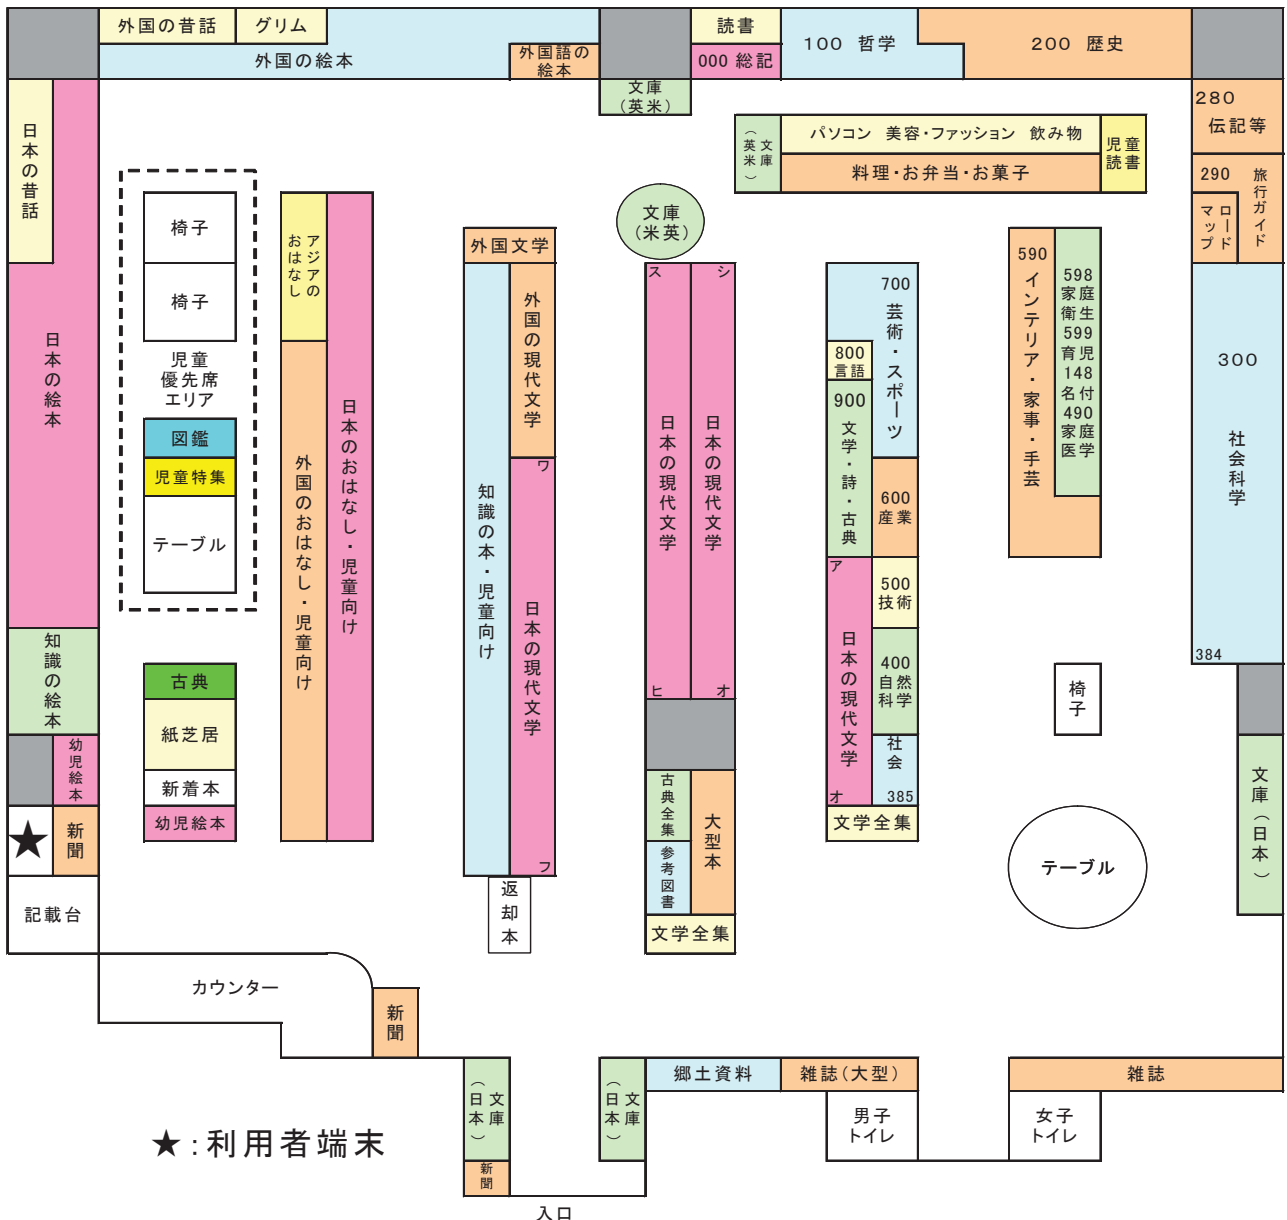 外国の昔話
グリム
外国の絵本
外国語の
絵本
読書
000 総記
100 哲学
200 歴史
文庫
(英米)
文庫
(英米)
パソコン 美容・ファッション 飲み物
料理・お弁当・お菓子
児童
読書
280
伝記等
290
旅行ガイド
ロード
マップ
日本の昔話
日本の絵本
椅子
椅子
児童
優先席
エリア
図鑑
児童特集
テーブル
アジアの
おはなし
外国のおはなし・児童向け
日本のおはなし・児童向け
外国文学
知識の本・児童向け
外国の現代文学
ワ
日本の現代文学
フ
返却本
文庫
(米英)
ス
日本の現代文学
ヒ
シ
日本の現代文学
オ
700
芸術・スポーツ
800
言語
900
文学・詩・古典
600
産業
500
技術
400
自然
科学
社会
385
ア
日本の現代文学
オ
文学全集
590
インテリア・家事・手芸
598
家庭
衛生
599
育児
148
名付
490
家庭
医学
300
社会科学
384
椅子
知識の絵本
幼児絵本
古典
紙芝居
新着本
幼児絵本
★
新聞
記載台
カウンター
新聞
古典全集
参考図書
大型本
文学全集
テーブル
文庫(日本)
文庫
(日本)
新聞
文庫
(日本)
郷土資料
雑誌(大型)
雑誌
男子
トイレ
女子
トイレ
★:利用者端末
入口